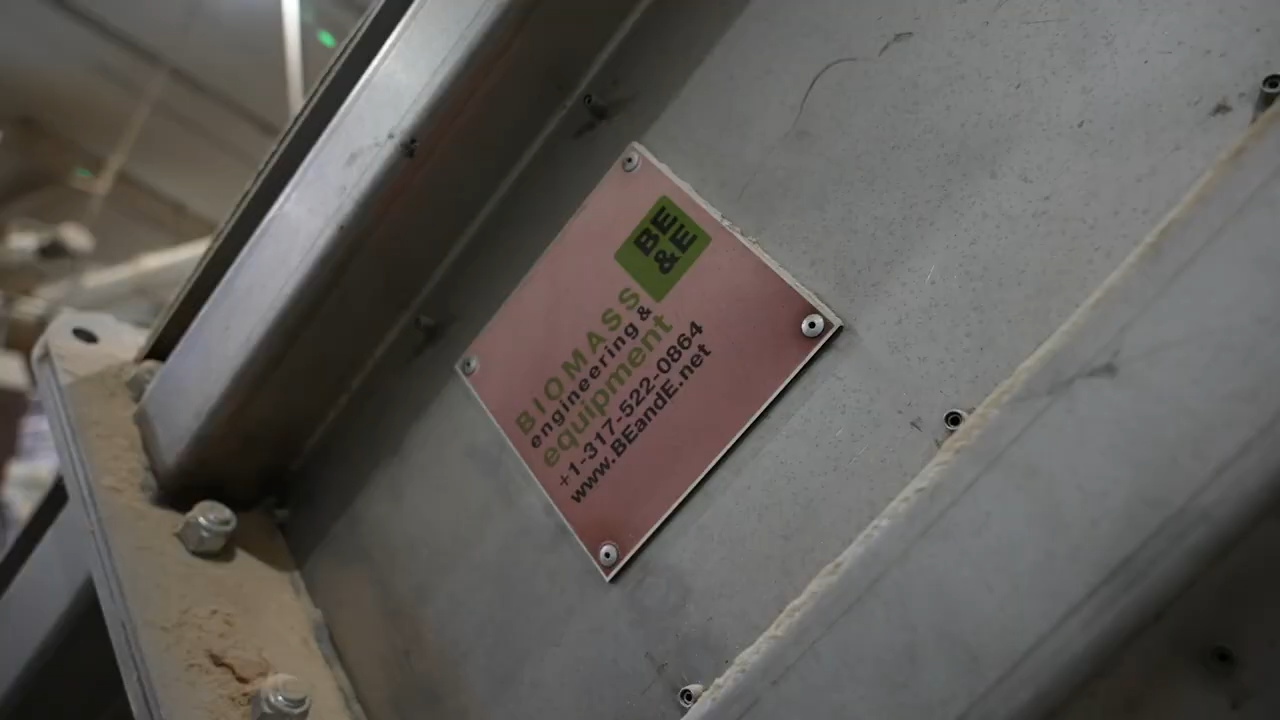 BE
&E
BIOMASS
engineering &
equipment
+1-317-522-0864
www.BEandE.net